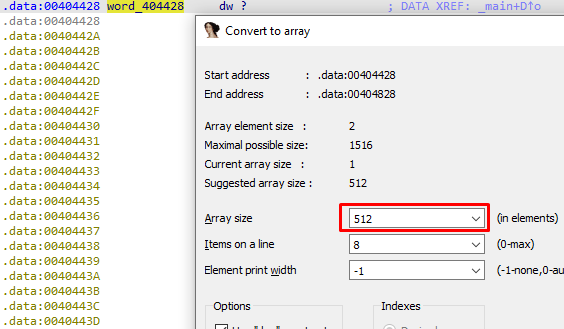 .data:00404428 word_404428 dw ? ; DATA XREF: _main+D↑o
.data:00404428
.data:0040442A
.data:0040442B
.data:0040442C
.data:0040442D
.data:0040442E
.data:0040442F
.data:00404430
.data:00404431
.data:00404432
.data:00404433
.data:00404434
.data:00404435
.data:00404436
.data:00404437
.data:00404438
.data:00404439
.data:0040443A
.data:0040443B
.data:0040443C
.data:0040443D
Convert to array
Start address : .data:00404428
End address : .data:00404828
Array element size : 2
Maximal possible size: 1516
Current array size : 1
Suggested array size : 512
Array size 512 (in elements)
Items on a line 8 (0-max)
Element print width -1 (-1-none,0-au
Options Indexes